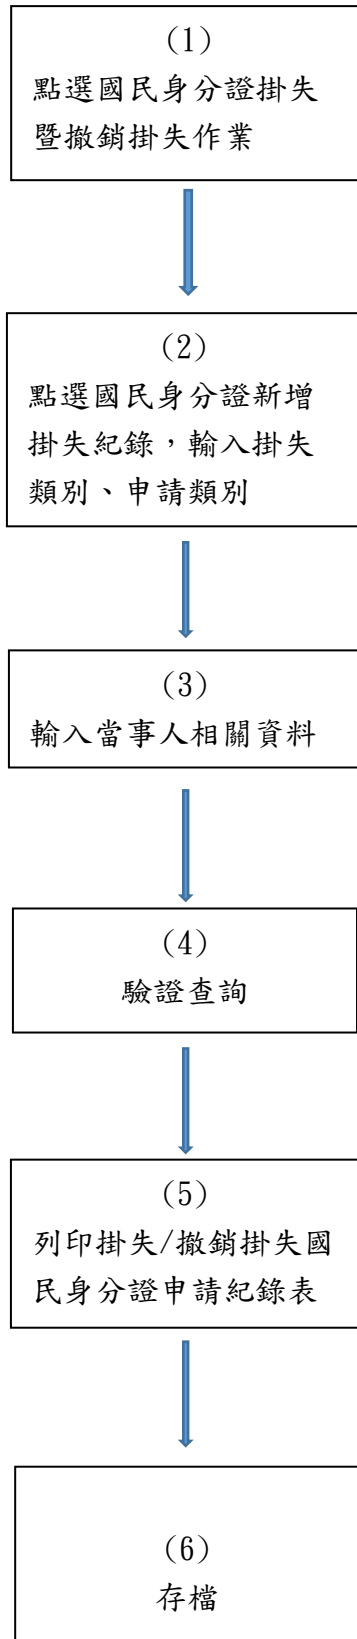 (1)
點選國民身分證掛失
暨撤銷掛失作業
(2)
點選國民身分證新增
掛失紀錄，輸入掛失
類別、申請類別
(3)
輸入當事人相關資料
(4)
驗證查詢
(5)
列印掛失/撤銷掛失國
民身分證申請紀錄表
(6)
存檔